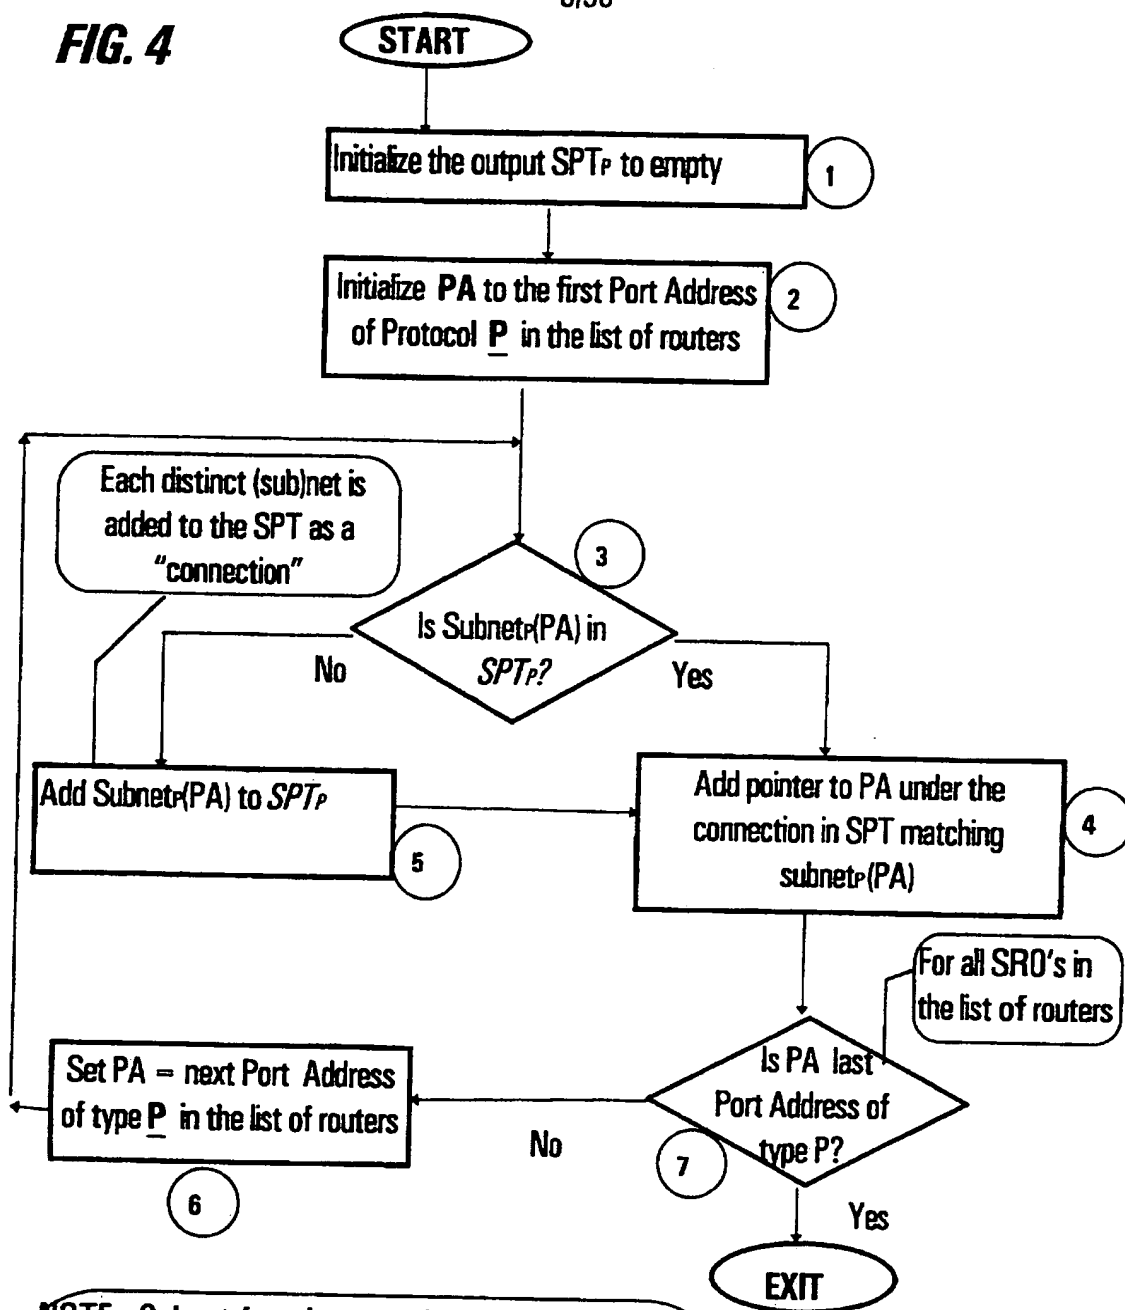 FIG. 4
START
Initialize the output SPTP to empty
1
Initialize PA to the first Port Address
of Protocol P in the list of routers
2
Each distinct (sub)net is
added to the SPT as a
"connection"
3
Is SubnetP(PA) in
SPTP?
No
Yes
Add SubnetP(PA) to SPTP
5
Add pointer to PA under the
connection in SPT matching
subnetP(PA)
4
For all SRO's in
the list of routers
Is PA last
Port Address of
type P?
7
Set PA = next Port Address
of type P in the list of routers
6
No
Yes
EXIT